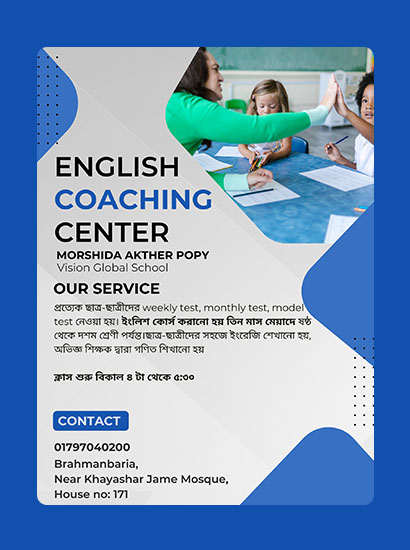 ENGLISH
COACHING
CENTER
MORSHIDA AKTHER POPY
Vision Global School
OUR SERVICE
প্রত্যেক ছাত্র-ছাত্রীদের weekly test, monthly test, model
test নেওয়া হয়। ইংলিশ কোর্স করানো হয় তিন মাস মেয়াদে ষষ্ঠ
থেকে দশম শ্রেণী পর্যন্ত।ছাত্র-ছাত্রীদের সহজে ইংরেজি শেখানো হয়,
অভিজ্ঞ শিক্ষক দ্বারা গণিত শিখানো হয়
ক্লাস শুরু বিকাল ৪ টা থেকে ৫:০০
CONTACT
01797040200
Brahmanbaria,
Near Khayashar Jame Mosque,
House no: 171